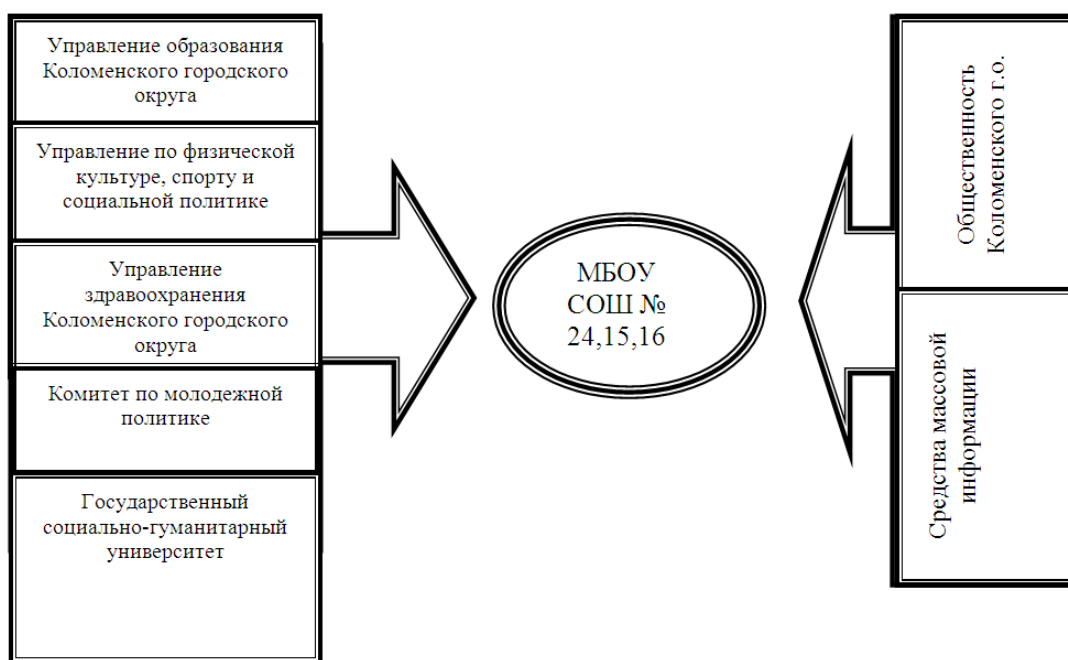 Управление образования
Коломенского городского
округа
Управление по физической
культуре, спорту и
социальной политике
Управление
здравоохранения
Коломенского городского
округа
Комитет по молодежной
политике
Государственный
социально-гуманитарный
университет
МБОУ
СОШ №
24,15,16
Общественность
Коломенского г.о.
Средства массовой
информации